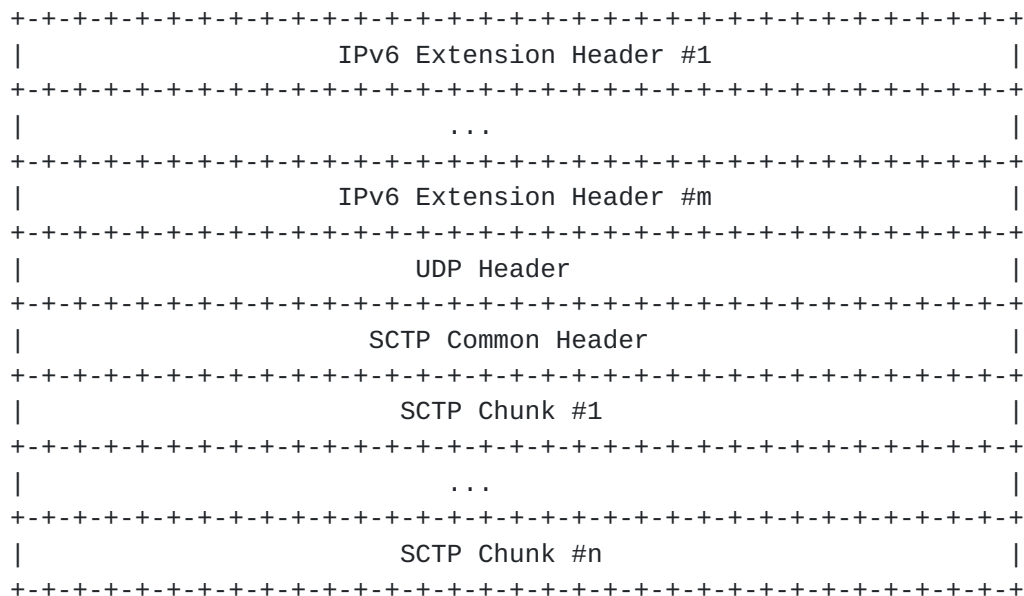 +-+-+-+-+-+-+-+-+-+-+-+-+-+-+-+-+-+-+-+-+-+-+-+-+-+-+-+-+-+-+-+-+-+
|                    IPv6 Extension Header #1                   |
+-+-+-+-+-+-+-+-+-+-+-+-+-+-+-+-+-+-+-+-+-+-+-+-+-+-+-+-+-+-+-+-+-+
|                           ...                                 |
+-+-+-+-+-+-+-+-+-+-+-+-+-+-+-+-+-+-+-+-+-+-+-+-+-+-+-+-+-+-+-+-+-+
|                    IPv6 Extension Header #m                   |
+-+-+-+-+-+-+-+-+-+-+-+-+-+-+-+-+-+-+-+-+-+-+-+-+-+-+-+-+-+-+-+-+-+
|                         UDP Header                            |
+-+-+-+-+-+-+-+-+-+-+-+-+-+-+-+-+-+-+-+-+-+-+-+-+-+-+-+-+-+-+-+-+-+
|                      SCTP Common Header                       |
+-+-+-+-+-+-+-+-+-+-+-+-+-+-+-+-+-+-+-+-+-+-+-+-+-+-+-+-+-+-+-+-+-+
|                        SCTP Chunk #1                          |
+-+-+-+-+-+-+-+-+-+-+-+-+-+-+-+-+-+-+-+-+-+-+-+-+-+-+-+-+-+-+-+-+-+
|                           ...                                 |
+-+-+-+-+-+-+-+-+-+-+-+-+-+-+-+-+-+-+-+-+-+-+-+-+-+-+-+-+-+-+-+-+-+
|                        SCTP Chunk #n                          |
+-+-+-+-+-+-+-+-+-+-+-+-+-+-+-+-+-+-+-+-+-+-+-+-+-+-+-+-+-+-+-+-+-+